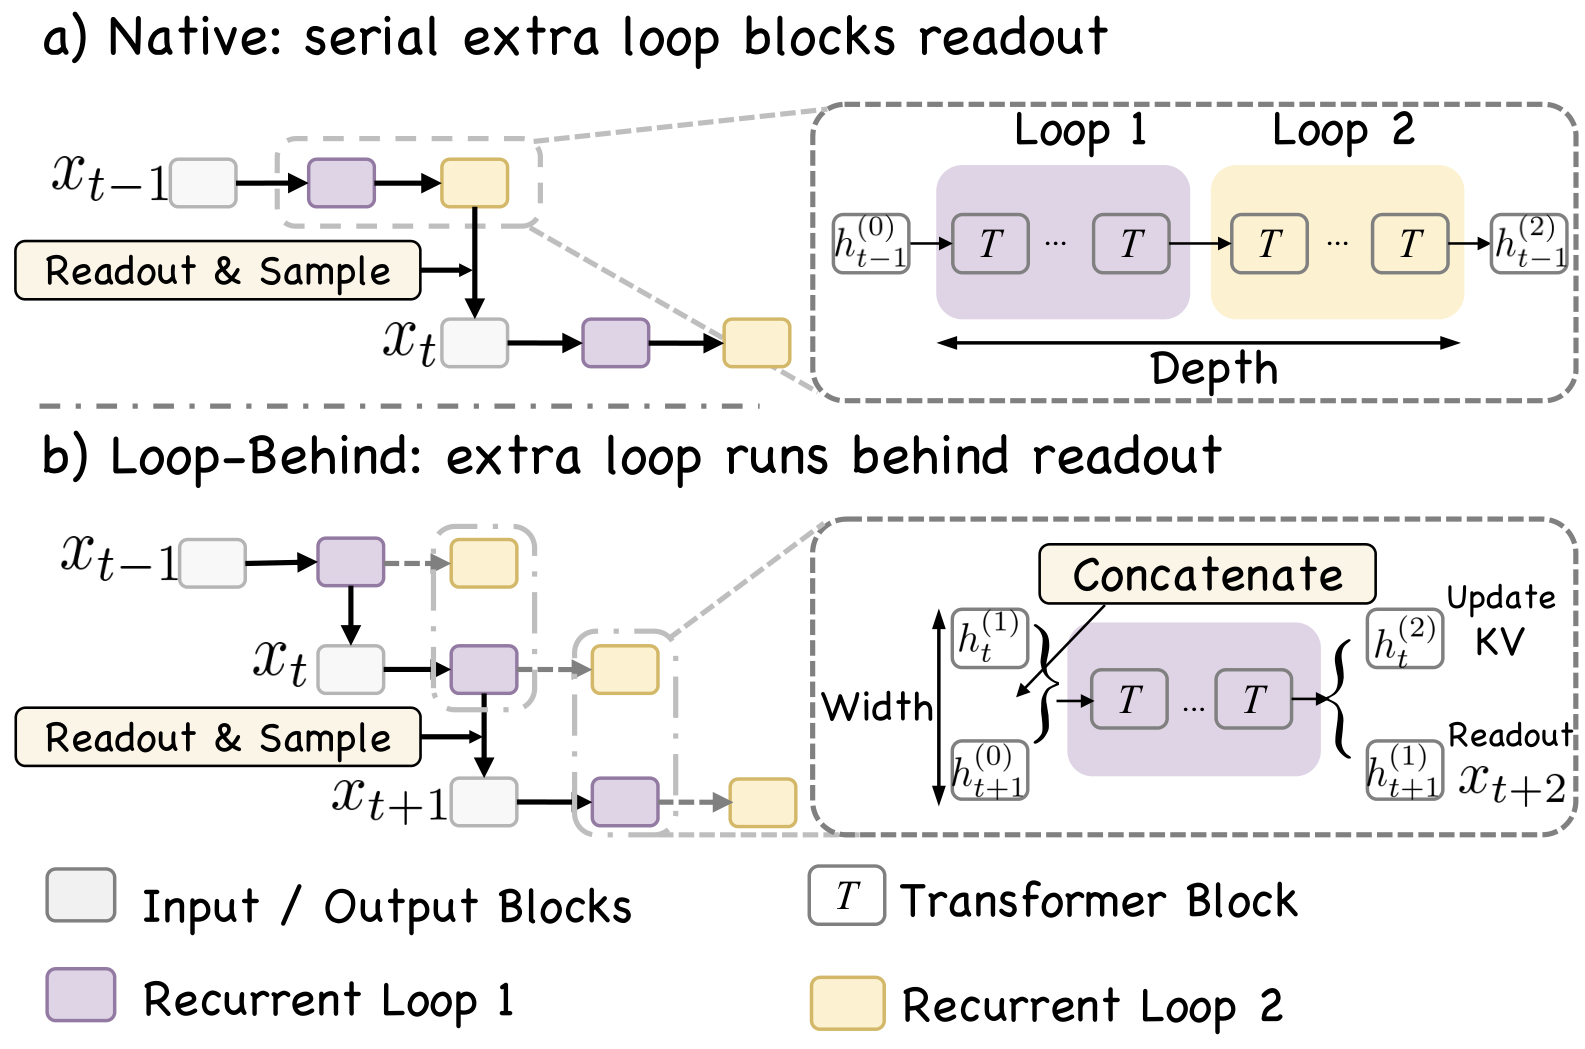 a) Native: serial extra loop blocks readout
Loop 1
Loop 2
x_{t-1}
h_{t-1}^{(0)}
T
...
T
T
...
T
h_{t-1}^{(2)}
Readout & Sample
x_t
Depth
b) Loop-Behind: extra loop runs behind readout
x_{t-1}
Concatenate
Update
KV
h_t^{(1)}
h_t^{(2)}
x_t
Width
T
...
T
Readout & Sample
Readout
x_{t+2}
h_{t+1}^{(0)}
h_{t+1}^{(1)}
x_{t+1}
Input / Output Blocks
T
Transformer Block
Recurrent Loop 1
Recurrent Loop 2